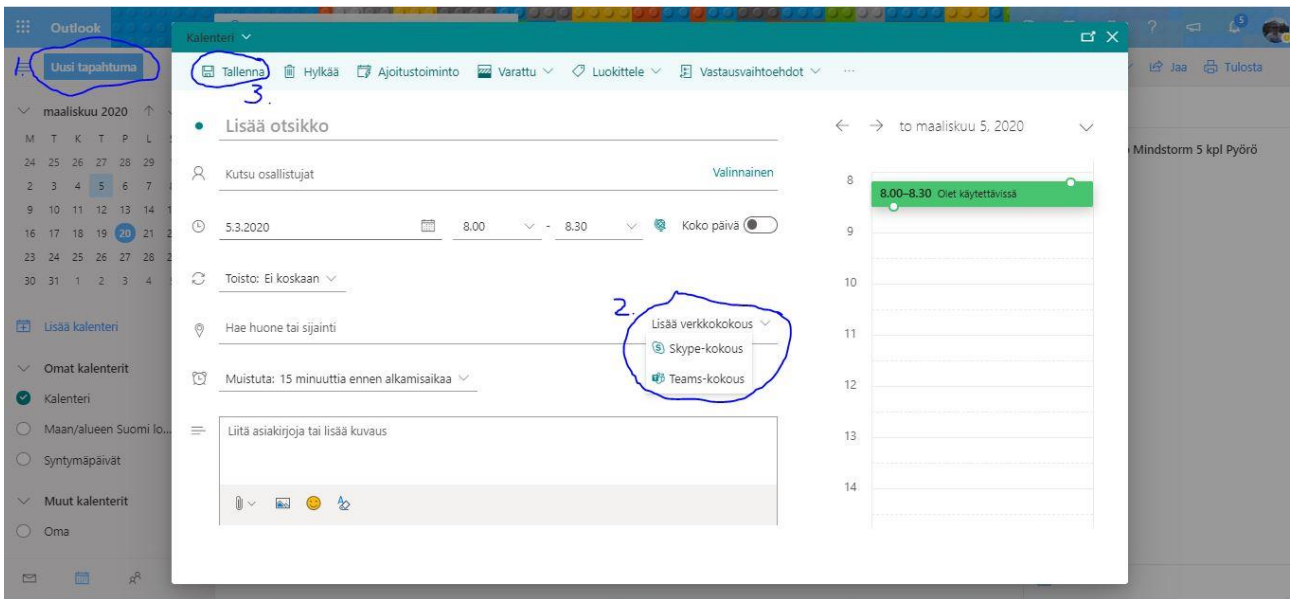 Outlook
? 5
1.
Uusi tapahtuma
Kalenteri
Tallenna Hylkää Ajoitustoiminto Varattu Luokittele Vastausvaihtoehdot ...
3.
Jaa Tulosta
maaliskuu 2020
M T K T P L
24 25 26 27 28 29
2 3 4 5 6 7
9 10 11 12 13 14
16 17 18 19 20 21
23 24 25 26 27 28
30 31 1 2 3 4
Lisää kalenteri
Omat kalenterit
Kalenteri
Maan/alueen Suomi lo...
Syntymäpäivät
Muut kalenterit
Oma
Lisää otsikko
Kutsu osallistujat Valinnainen
5.3.2020 8.00 - 8.30 Koko päivä
Toisto: Ei koskaan
2.
Hae huone tai sijainti Lisää verkkokokous
Skype-kokous
Teams-kokous
Muistuta: 15 minuuttia ennen alkamisaikaa
Liitä asiakirjoja tai lisää kuvaus
to maaliskuu 5, 2020
8
8.00–8.30 Olet käytettävissä
9
10
11
12
13
14
Mindstorm 5 kpl Pyörö